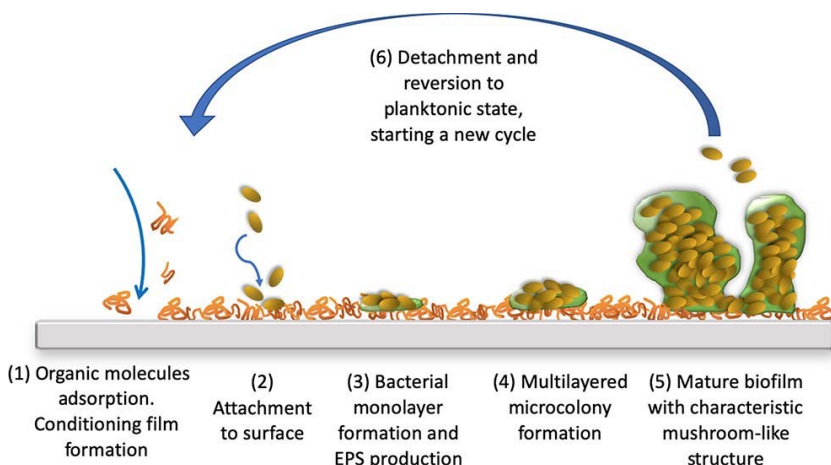 (6) Detachment and
reversion to
planktonic state,
starting a new cycle
(1) Organic molecules
adsorption.
Conditioning film
formation
(2)
Attachment
to surface
(3) Bacterial
monolayer
formation and
EPS production
(4) Multilayered
microcolony
formation
(5) Mature biofilm
with characteristic
mushroom-like
structure